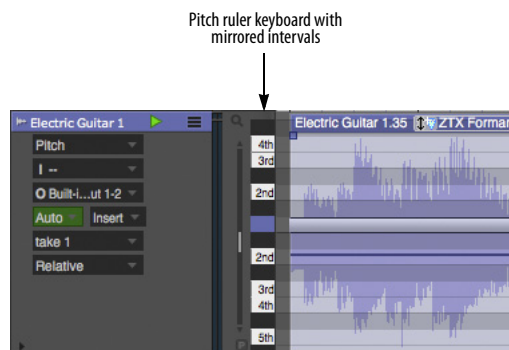 Pitch ruler keyboard with
mirrored intervals
Electric Guitar 1
Electric Guitar 1.35
ZTX Forman
Pitch
4th
3rd
I --
2nd
O Built-i...ut 1-2
Auto
Insert
take 1
2nd
Relative
3rd
4th
5th